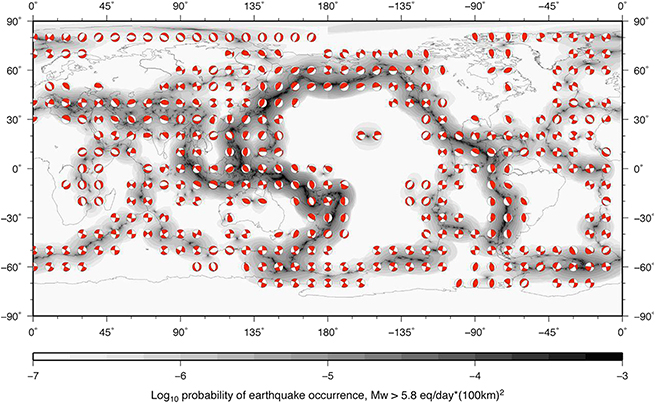 0° 45° 90° 135° 180° −135° −90° −45° 0°
90° 90°
60° 60°
30° 30°
0° 0°
−30° −30°
−60° −60°
−90° −90°
0° 45° 90° 135° 180° −135° −90° −45° 0°
−7 −6 −5 −4 −3
Log10 probability of earthquake occurrence, Mw > 5.8 eq/day*(100km)2